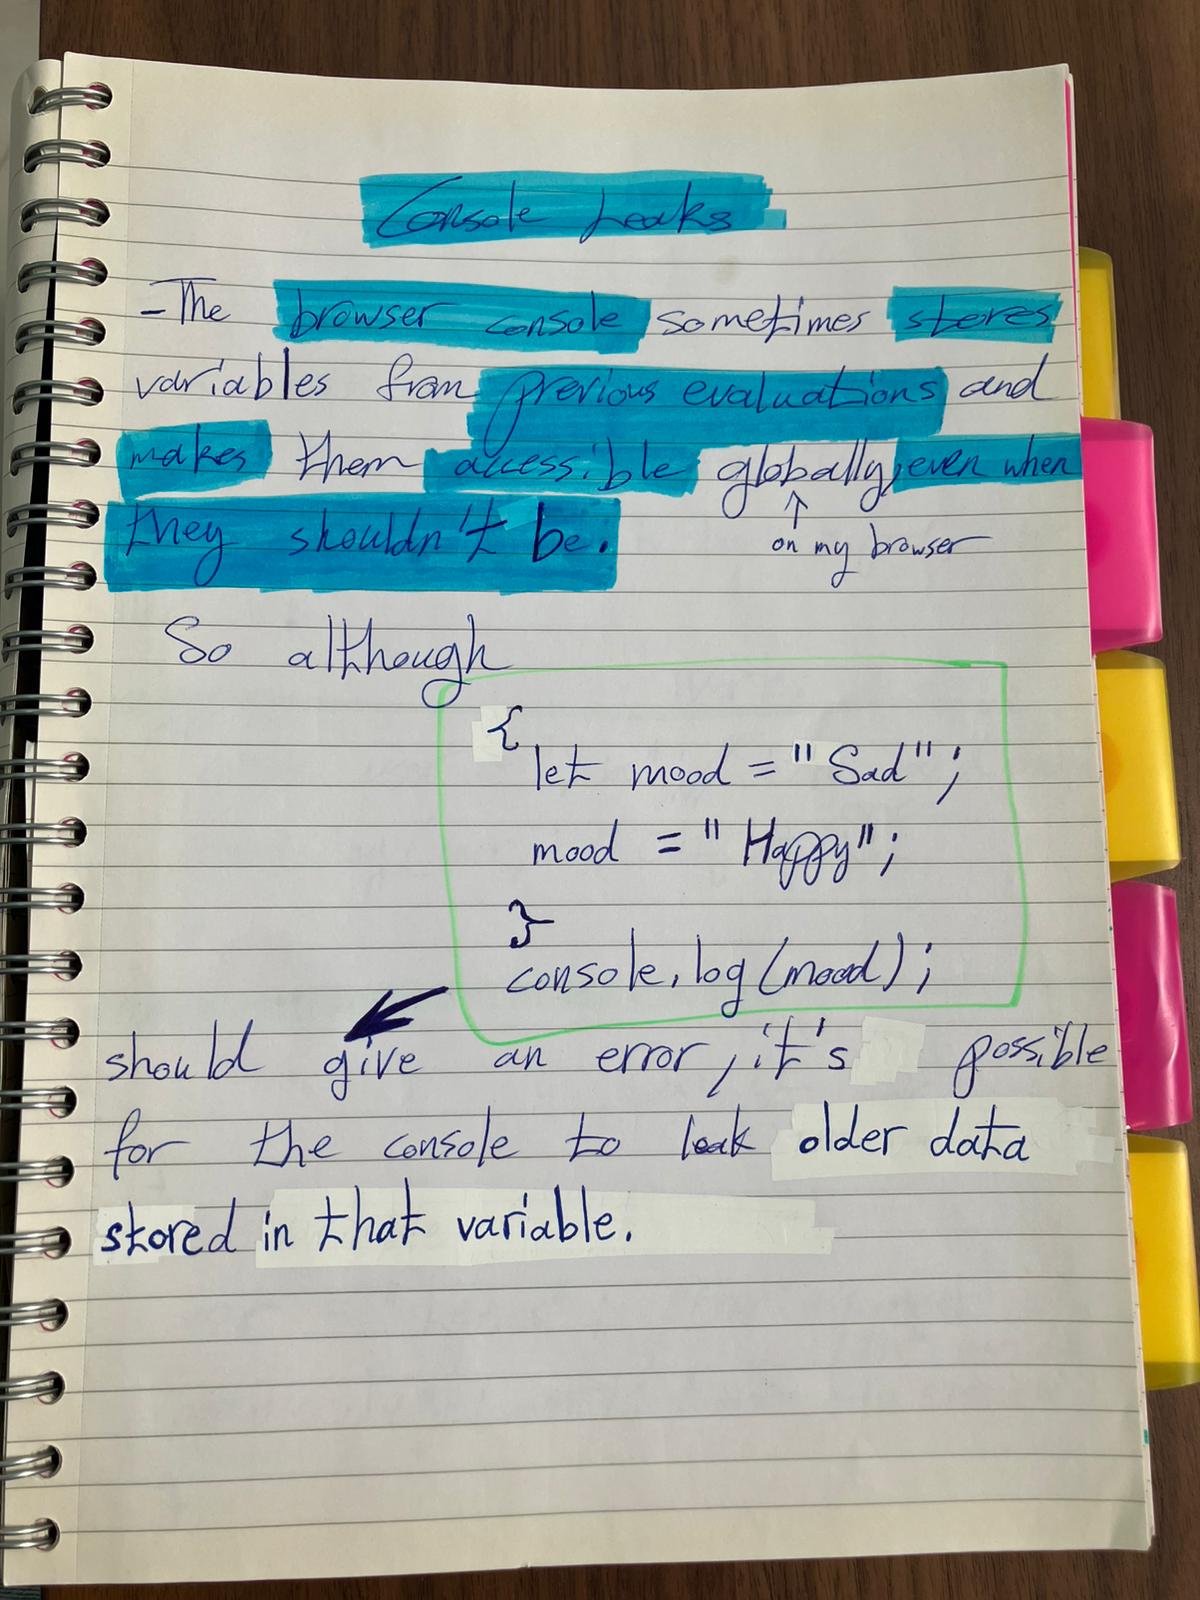 Console Leaks
- The browser console sometimes stores
variables from previous evaluations and
makes them accessible globally, even when
they shouldn't be.
↑
on my browser
So although
{
let mood = "Sad";
mood = "Happy";
}
console.log(mood);
should give an error, it's possible
for the console to leak older data
stored in that variable.